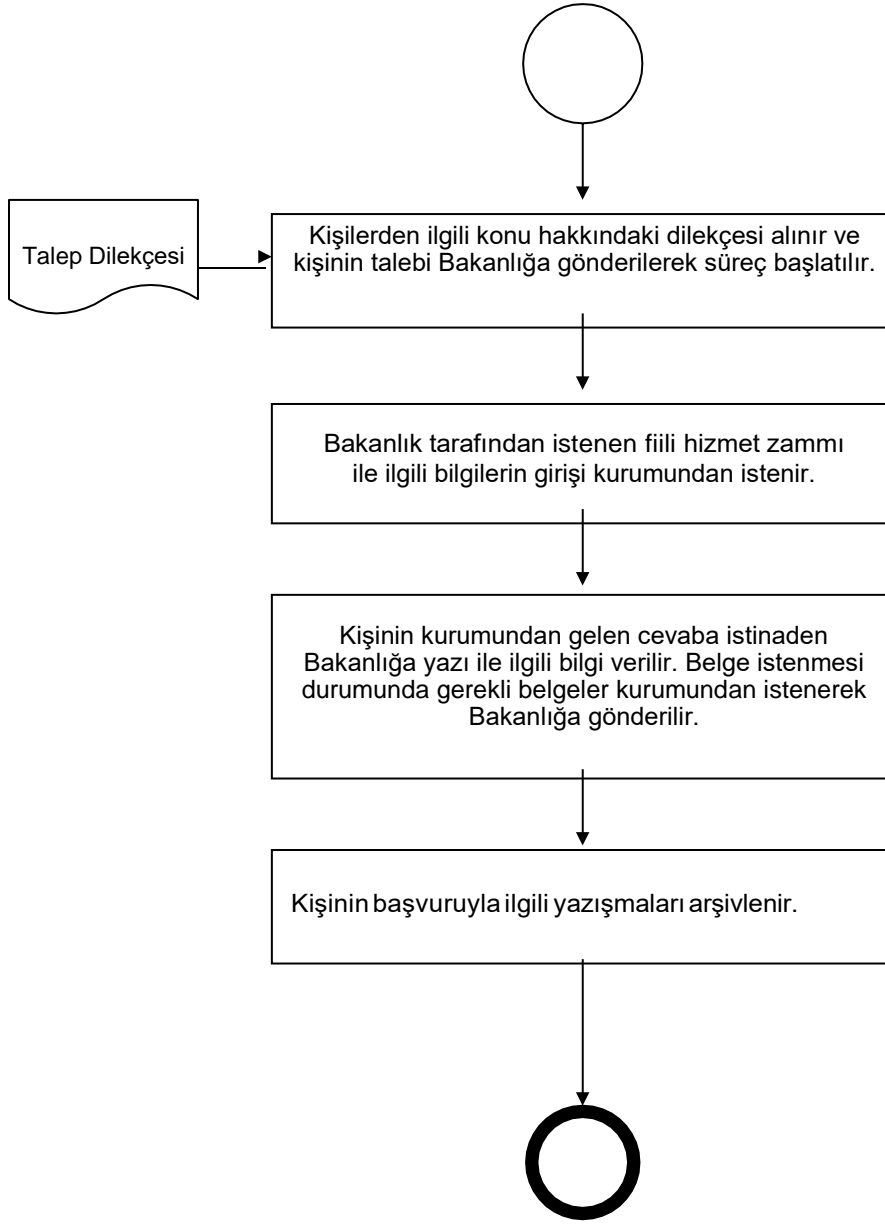 Talep Dilekçesi
Kişilerden ilgili konu hakkındaki dilekçesi alınır ve
kişinin talebi Bakanlığa gönderilerek süreç başlatılır.
Bakanlık tarafından istenen fiili hizmet zammı
ile ilgili bilgilerin girişi kurumundan istenir.
Kişinin kurumundan gelen cevaba istinaden
Bakanlığa yazı ile ilgili bilgi verilir. Belge istenmesi
durumunda gerekli belgeler kurumundan istenerek
Bakanlığa gönderilir.
Kişinin başvuruyla ilgili yazışmaları arşivlenir.